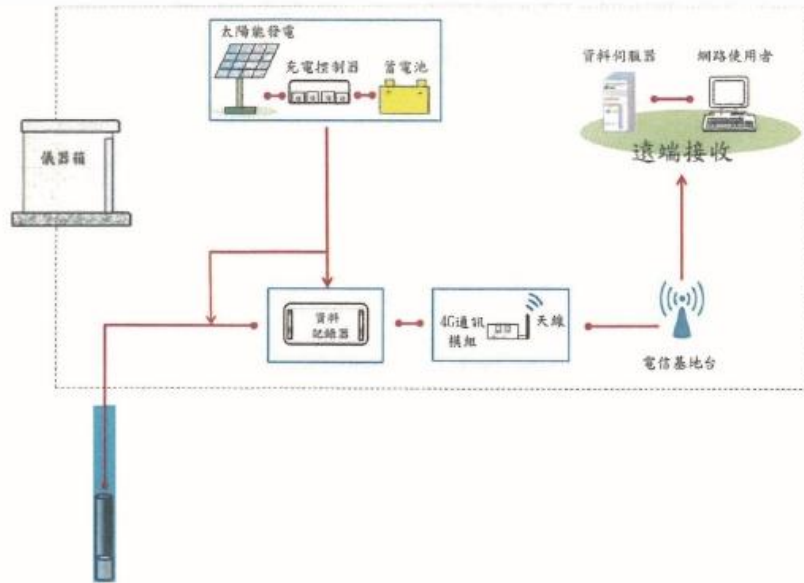 太陽能發電
充電控制器
蓄電池
資料伺服器
網路使用者
遠端接收
儀器箱
資料
記錄器
4G通訊
模組
天線
電信基地台